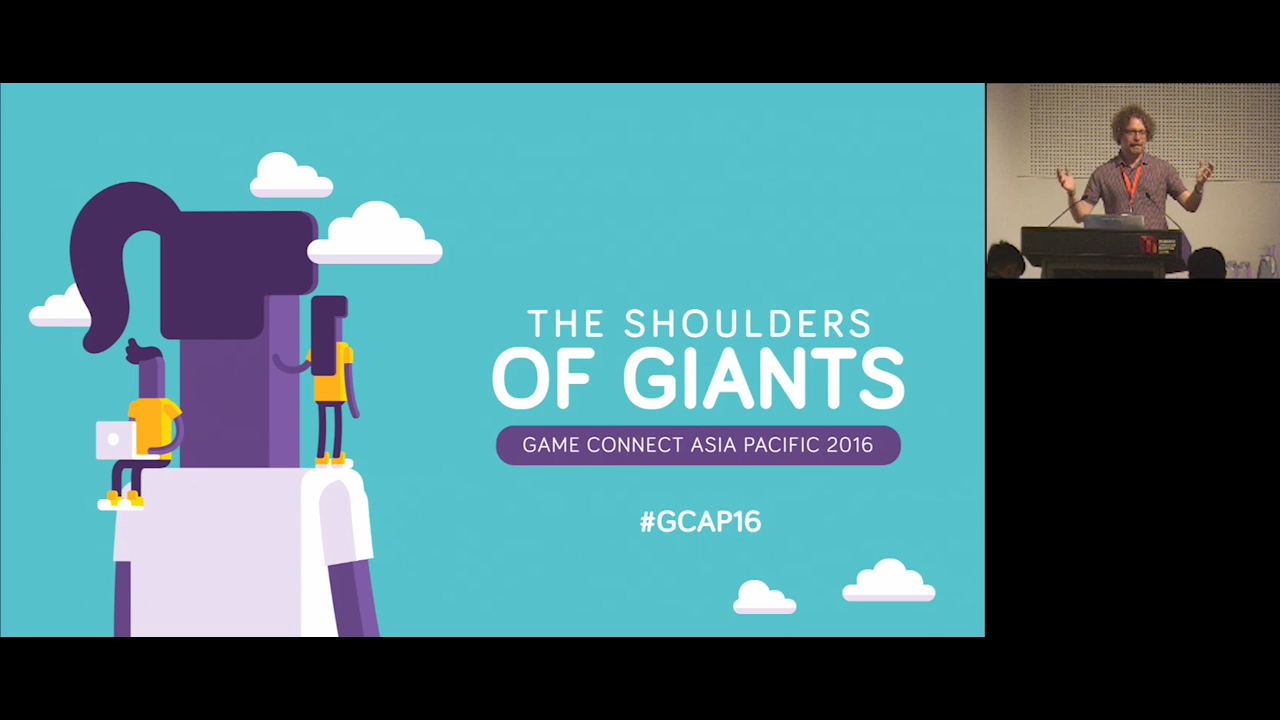 THE SHOULDERS
OF GIANTS
GAME CONNECT ASIA PACIFIC 2016
#GCAP16